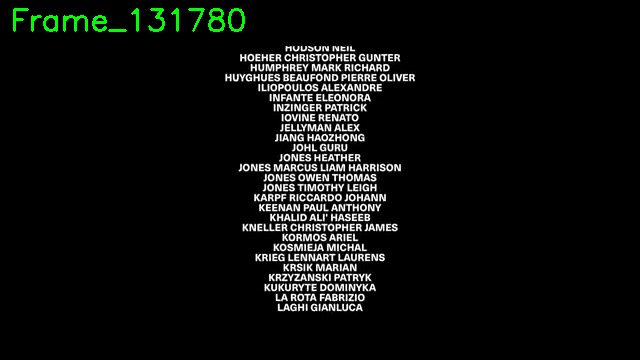 Frame_131780
HUDSON NEIL
HOEHER CHRISTOPHER GUNTER
HUMPHREY MARK RICHARD
HUYGHUES BEAUFOND PIERRE OLIVER
ILIOPOULOS ALEXANDRE
INFANTE ELEONORA
INZINGER PATRICK
IOVINE RENATO
JELLYMAN ALEX
JIANG HAOZHONG
JOHL GURU
JONES HEATHER
JONES MARCUS LIAM HARRISON
JONES OWEN THOMAS
JONES TIMOTHY LEIGH
KARPF RICCARDO JOHANN
KEENAN PAUL ANTHONY
KHALID ALI' HASEEB
KNELLER CHRISTOPHER JAMES
KORMOS ARIEL
KOSMIEJA MICHAL
KRIEG LENNART LAURENS
KRSIK MARIAN
KRZYZANSKI PATRYK
KUKURYTE DOMINYKA
LA ROTA FABRIZIO
LAGHI GIANLUCA